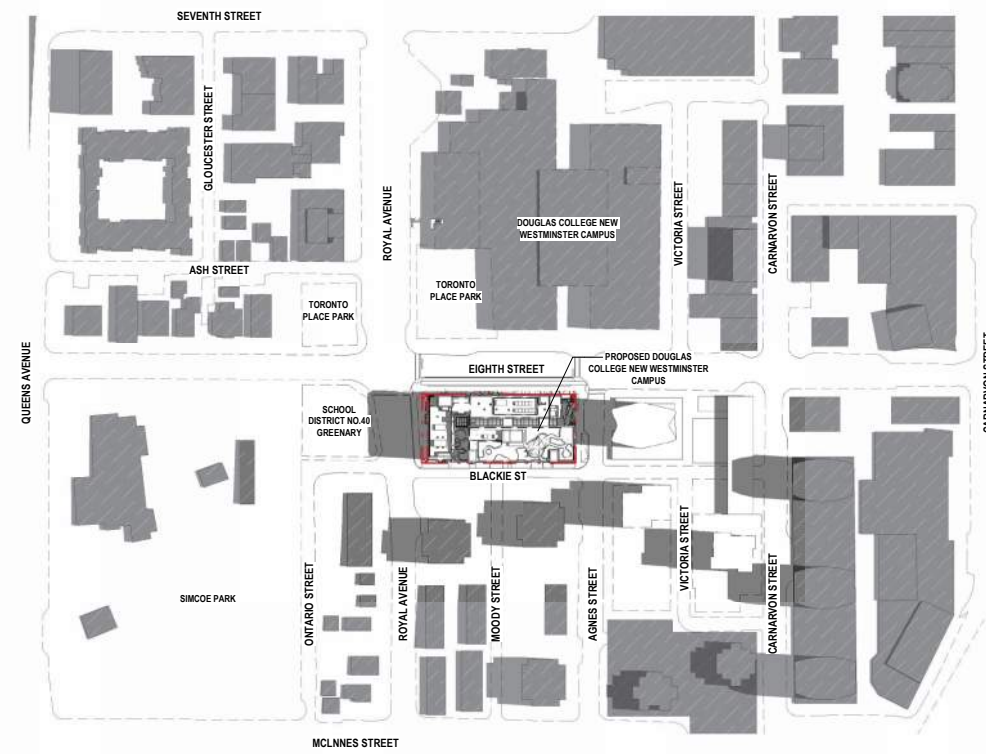 SEVENTH STREET
GLOUCESTER STREET
ROYAL AVENUE
DOUGLAS COLLEGE NEW
WESTMINSTER CAMPUS
VICTORIA STREET
CARNARVON STREET
ASH STREET
TORONTO
PLACE PARK
TORONTO
PLACE PARK
QUEENS AVENUE
EIGHTH STREET
PROPOSED DOUGLAS
COLLEGE NEW WESTMINSTER
CAMPUS
CARNARVON STREET
SCHOOL
DISTRICT NO.40
GREENARY
BLACKIE ST
SIMCOE PARK
ONTARIO STREET
ROYAL AVENUE
MOODY STREET
AGNES STREET
VICTORIA STREET
CARNARVON STREET
MCLNNES STREET